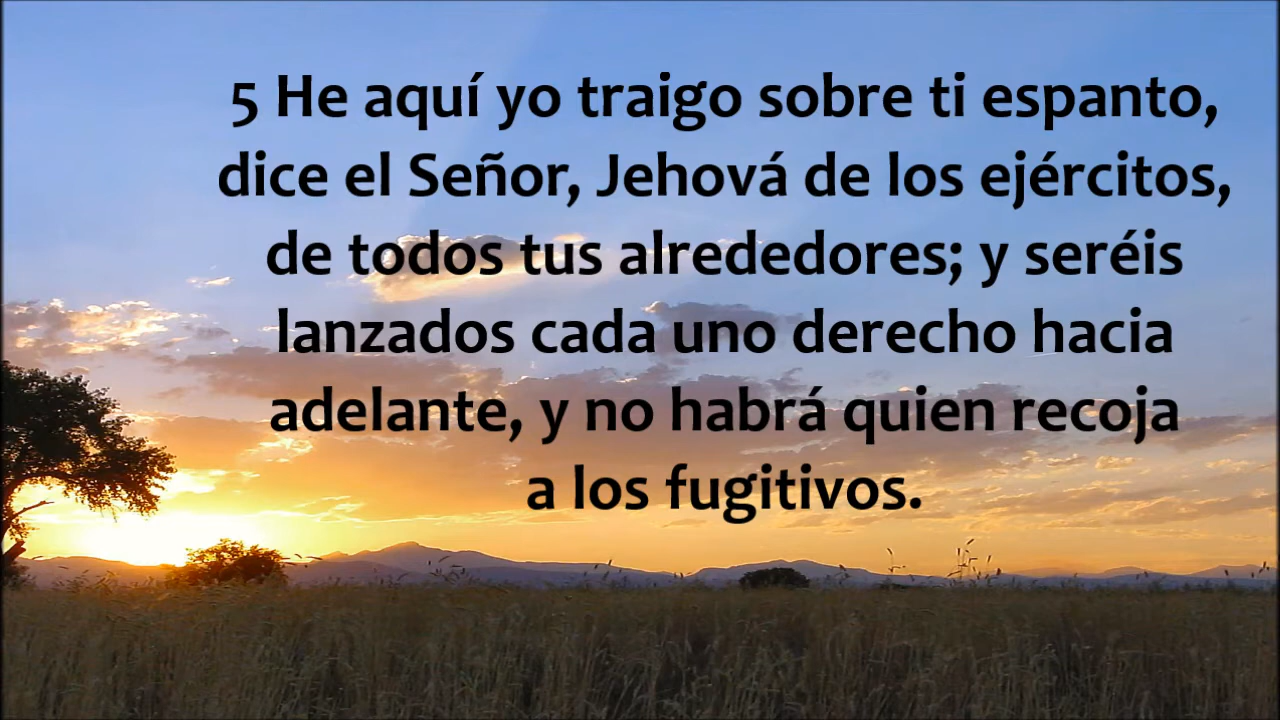 5 He aquí yo traigo sobre ti espanto,
dice el Señor, Jehová de los ejércitos,
de todos tus alrededores; y seréis
lanzados cada uno derecho hacia
adelante, y no habrá quien recoja
a los fugitivos.